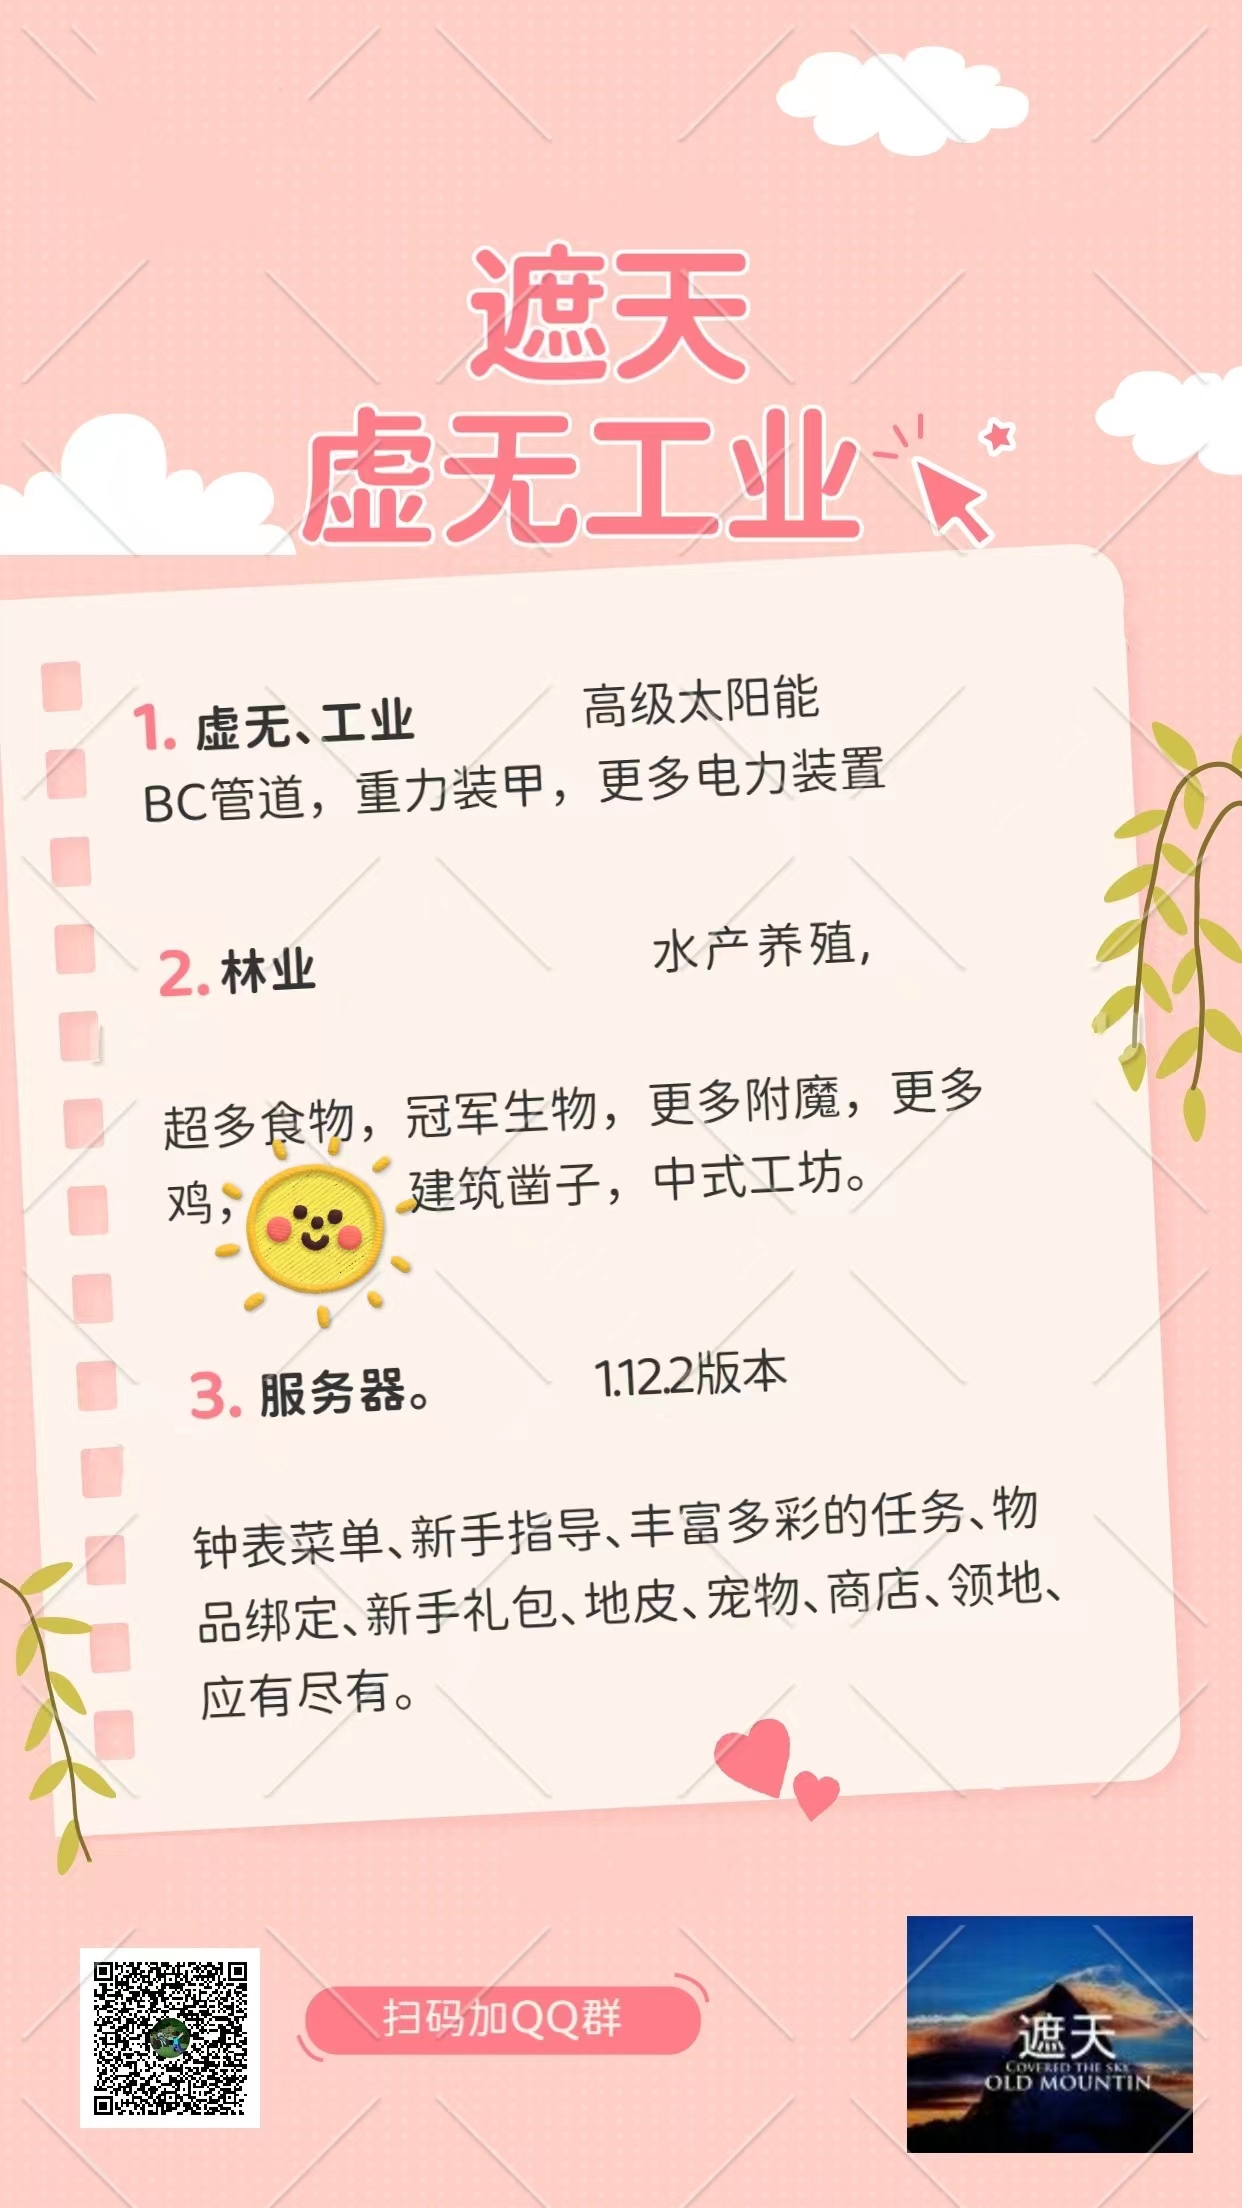 遮天
虚无工业
1. 虚无、工业 高级太阳能
BC管道，重力装甲，更多电力装置
2. 林业 水产养殖,
超多食物，冠军生物，更多附魔，更多
鸡， 建筑凿子，中式工坊。
3. 服务器。 1.12.2版本
钟表菜单、新手指导、丰富多彩的任务、物
品绑定、新手礼包、地皮、宠物、商店、领地、
应有尽有。
扫码加QQ群
遮天
COVERED THE SKY
OLD MOUNTIN